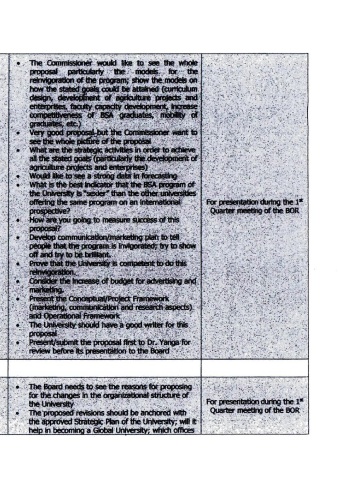 • The Commissioner would like to see the whole
proposal particularly the models for the
reinvigoration of the program; show the models on
how the stated goals could be attained (curriculum
design, development of agriculture projects and
enterprises, faculty capacity development, increase
competitiveness of BSA graduates, mobility of
graduates, etc.)
• Very good proposal but the Comissioner want to
see the whole picture of the proposal
• What are the strategic activities in order to achieve
all the stated goals (particularly the development of
agriculture projects and enterprises)
• Would like to see a strong data in forecasting
• What is the best indicator that the BSA program of
the University is "sexier" than the other universities
offering the same program on an international
prospective?
• How are you going to measure success of this
proposal?
• Develop communication/marketing plan to tell
people that the program is invigorated; try to show
off and try to be brilliant.
• Prove that the University is competent to do this
reinvigoration.
• Consider the increase of budget for advertising and
marketing.
• Present the Conceptual/Project Framework
(marketing, communication and research aspects)
and Operational Framework
• The University should have a good writer for this
proposal
• Present/submit the proposal first to Dr. Yanga for
review before its presentation to the Board
For presentation during the 1st
Quarter meeting of the BOR
• The Board needs to see the reasons for proposing
for the changes in the organizational structure of
the University
• The proposed revisions should be anchored with
the approved Strategic Plan of the University; will it
help in becoming a Global University; which offices
For presentation during the 1st
Quarter meeting of the BOR